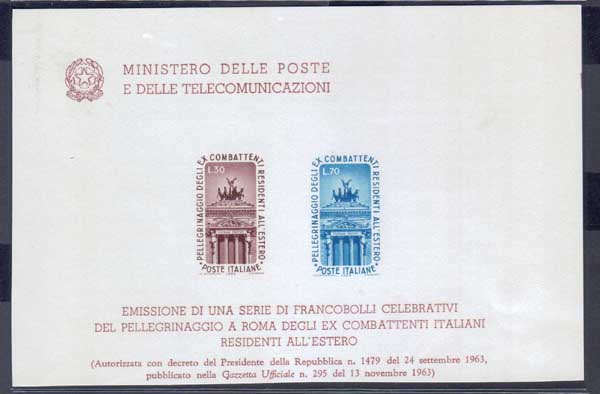 MINISTERO DELLE POSTE
E DELLE TELECOMUNICAZIONI
PELLEGRINAGGIO DEGLI EX COMBATTENTI RESIDENTI ALL'ESTERO
L.30
POSTE ITALIANE
PELLEGRINAGGIO DEGLI EX COMBATTENTI RESIDENTI ALL'ESTERO
L.70
POSTE ITALIANE
EMISSIONE DI UNA SERIE DI FRANCOBOLLI CELEBRATIVI
DEL PELLEGRINAGGIO A ROMA DEGLI EX COMBATTENTI ITALIANI
RESIDENTI ALL'ESTERO
(Autorizzata con decreto del Presidente della Repubblica n. 1479 del 24 settembre 1963,
pubblicato nella Gazzetta Ufficiale n. 295 del 13 novembre 1963)